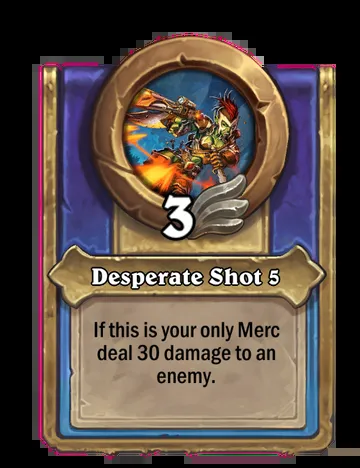 3
Desperate Shot 5
If this is your only Merc
deal 30 damage to an
enemy.